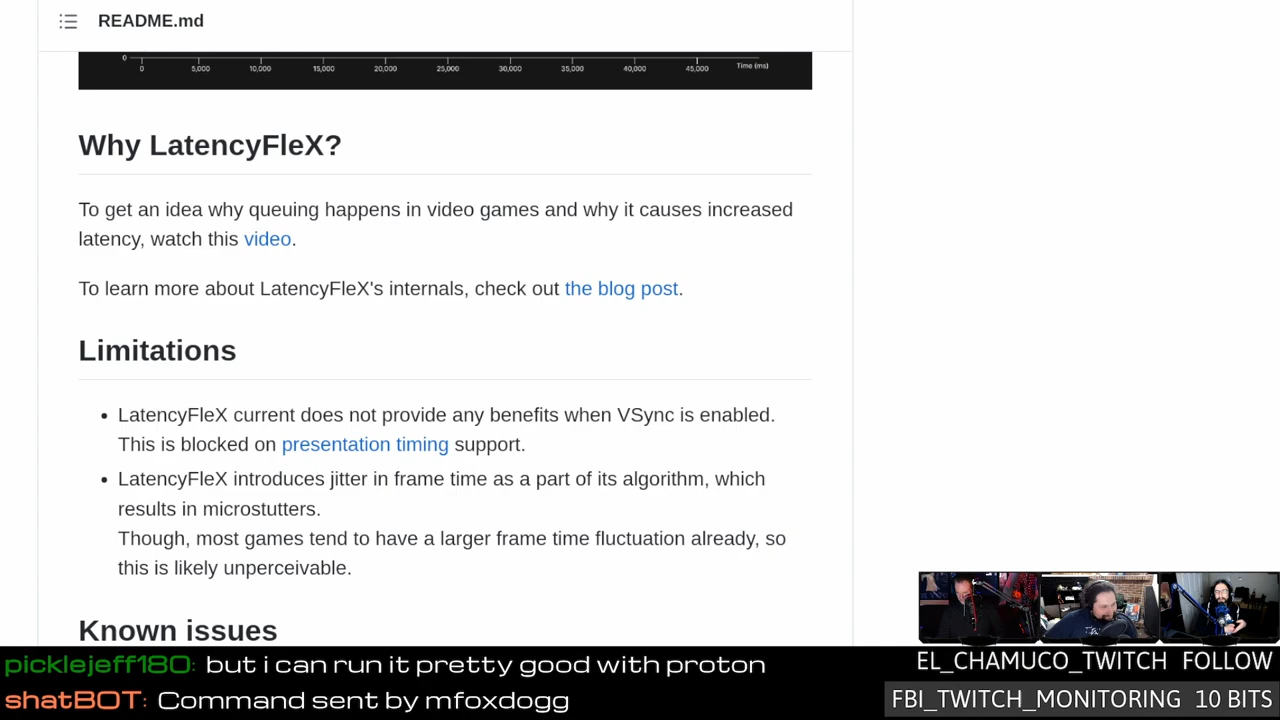 README.md
0
0 5,000 10,000 15,000 20,000 25,000 30,000 35,000 40,000 45,000 Time (ms)
Why LatencyFleX?
To get an idea why queuing happens in video games and why it causes increased
latency, watch this video.
To learn more about LatencyFleX's internals, check out the blog post.
Limitations
LatencyFleX current does not provide any benefits when VSync is enabled.
This is blocked on presentation timing support.
LatencyFleX introduces jitter in frame time as a part of its algorithm, which
results in microstutters.
Though, most games tend to have a larger frame time fluctuation already, so
this is likely unperceivable.
Known issues
picklejeff180: but i can run it pretty good with proton
shatBOT: Command sent by mfoxdogg
EL_CHAMUCO_TWITCH FOLLOW
FBI_TWITCH_MONITORING 10 BITS